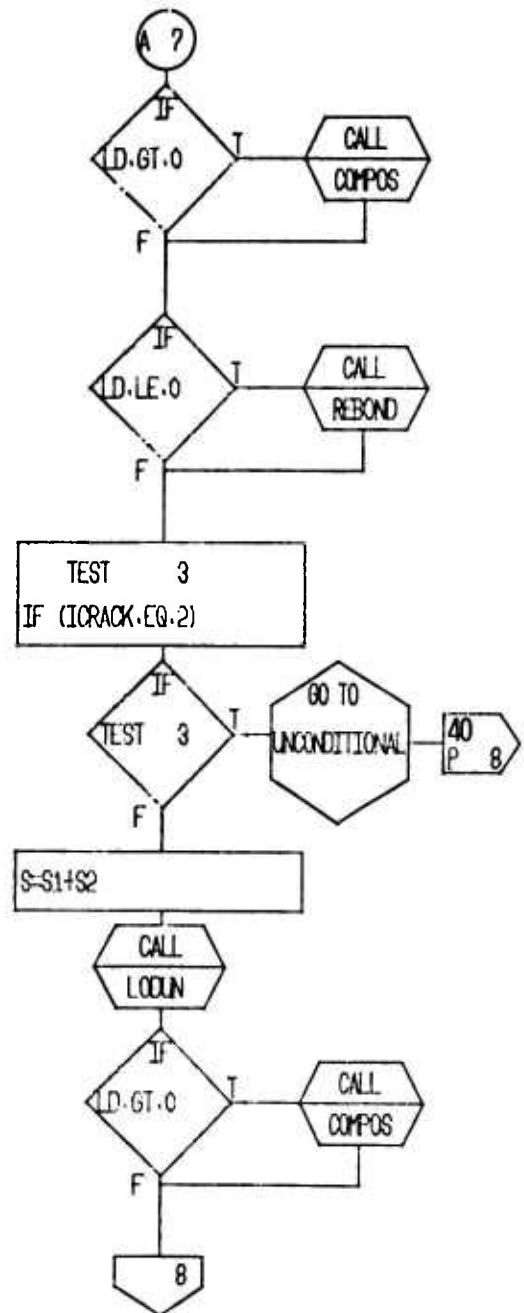 A 7
IF
LD.GT.0
T
CALL
COMPOS
F
IF
LD.LE.0
T
CALL
REBOND
F
TEST 3
IF (ICRACK.EQ.2)
IF
TEST 3
T
GO TO
UNCONDITIONAL
40
P 8
F
S=S1+S2
CALL
LODUN
IF
LD.GT.0
T
CALL
COMPOS
F
8